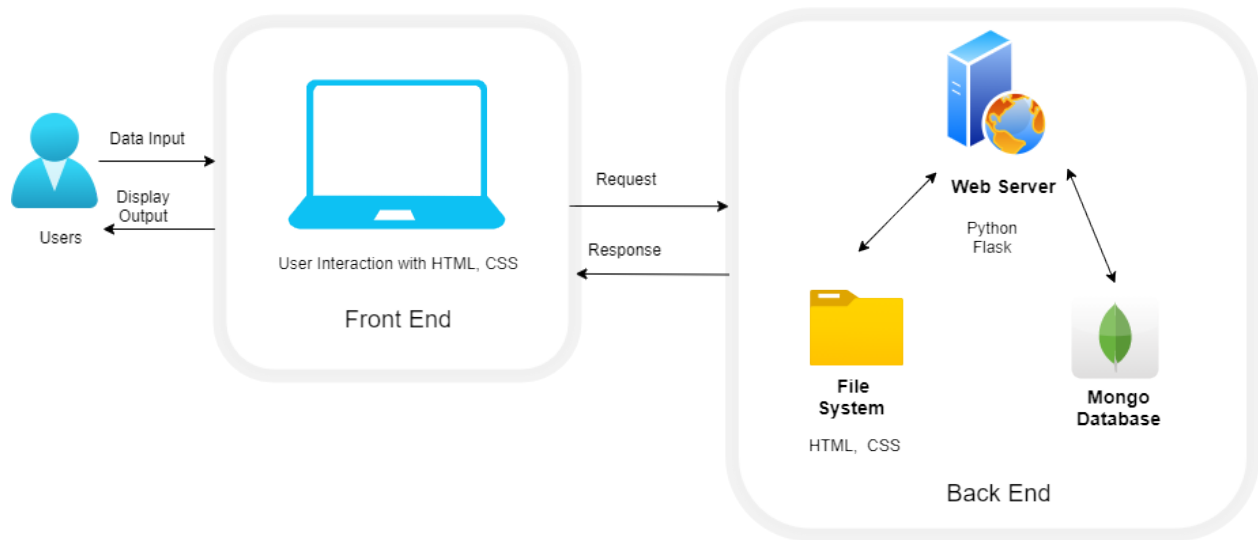 Data Input
Display
Output
Users
User Interaction with HTML, CSS
Front End
Request
Response
Web Server
Python
Flask
File
System
HTML,  CSS
Mongo
Database
Back End